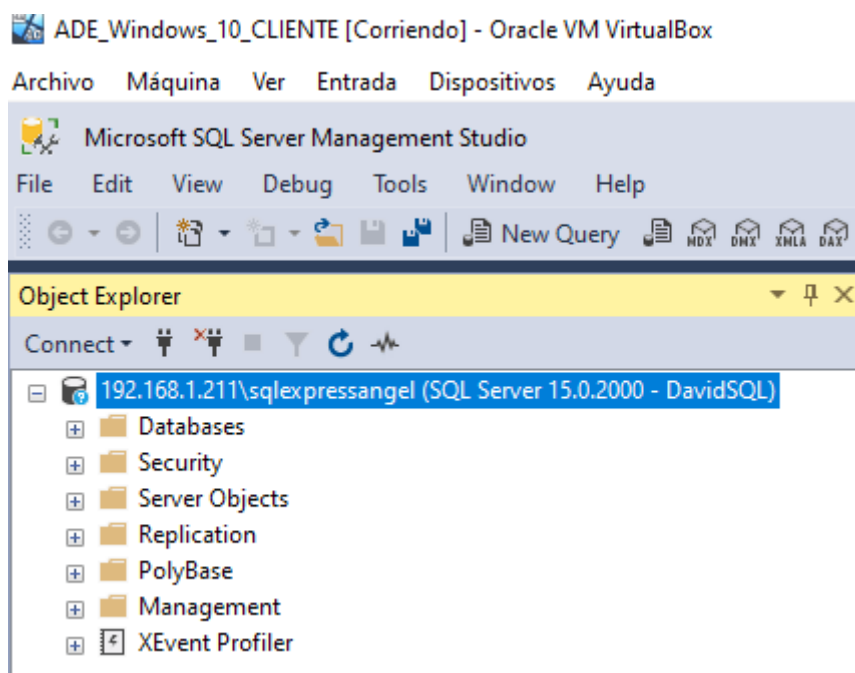 ADE_Windows_10_CLIENTE [Corriendo] - Oracle VM VirtualBox
Archivo Máquina Ver Entrada Dispositivos Ayuda
Microsoft SQL Server Management Studio
File Edit View Debug Tools Window Help
New Query MDX DMX XMLA DAX
Object Explorer
Connect
192.168.1.211\sqlexpressangel (SQL Server 15.0.2000 - DavidSQL)
Databases
Security
Server Objects
Replication
PolyBase
Management
XEvent Profiler